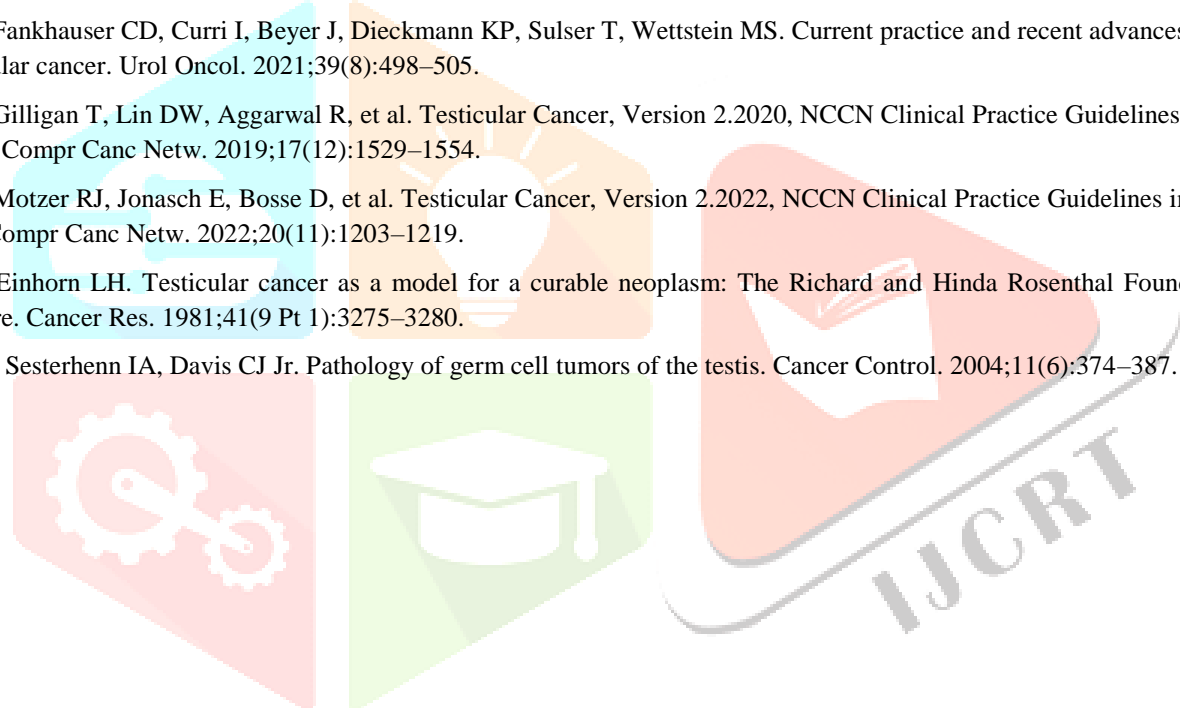 Fankhauser CD, Curri I, Beyer J, Dieckmann KP, Sulser T, Wettstein MS. Current practice and recent advances
lar cancer. Urol Oncol. 2021;39(8):498–505.
Gilligan T, Lin DW, Aggarwal R, et al. Testicular Cancer, Version 2.2020, NCCN Clinical Practice Guidelines
Compr Canc Netw. 2019;17(12):1529–1554.
Motzer RJ, Jonasch E, Bosse D, et al. Testicular Cancer, Version 2.2022, NCCN Clinical Practice Guidelines in
Compr Canc Netw. 2022;20(11):1203–1219.
Einhorn LH. Testicular cancer as a model for a curable neoplasm: The Richard and Hinda Rosenthal Foun
re. Cancer Res. 1981;41(9 Pt 1):3275–3280.
Sesterhenn IA, Davis CJ Jr. Pathology of germ cell tumors of the testis. Cancer Control. 2004;11(6):374–387.
IJCRT